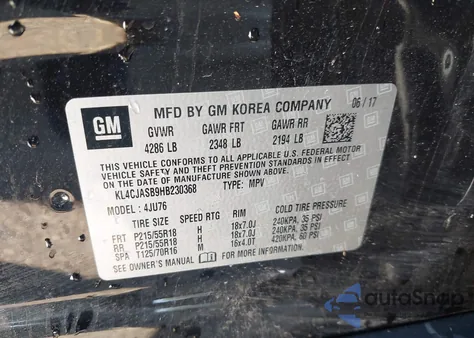 GM
MFD BY GM KOREA COMPANY 06/17
GVWR GAWR FRT GAWR RR
4286 LB 2348 LB 2194 LB
THIS VEHICLE CONFORMS TO ALL APPLICABLE U.S. FEDERAL MOTOR
VEHICLE SAFETY AND THEFT PREVENTION STANDARDS IN EFFECT
ON THE DATE OF MANUFACTURE SHOWN ABOVE.
KL4CJASB9HB230368 TYPE: MPV
MODEL: 4JU76
TIRE SIZE SPEED RTG RIM COLD TIRE PRESSURE
FRT P215/55R18 H 18x7.0J 240KPA, 35 PSI
RR P215/55R18 H 18x7.0J 240KPA, 35 PSI
SPA T125/70R16 M 16x4.0T 420KPA, 60 PSI
SEE OWNER'S MANUAL FOR MORE INFORMATION.
autoSnap